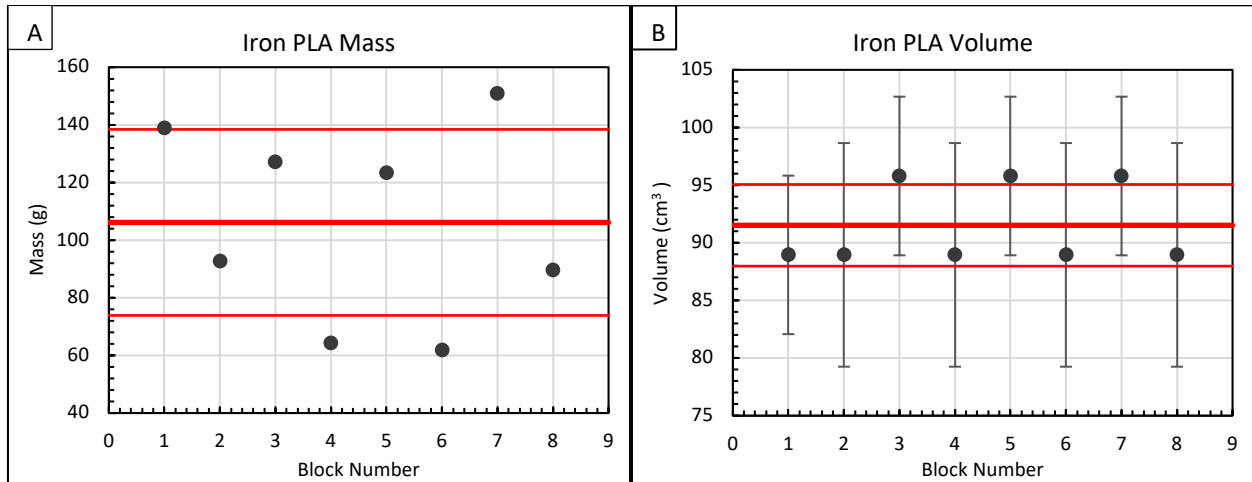 A
Iron PLA Mass
160
140
120
100
80
60
40
Mass (g)
0 1 2 3 4 5 6 7 8 9
Block Number
B
Iron PLA Volume
105
100
95
90
85
80
75
Volume (cm³)
0 1 2 3 4 5 6 7 8 9
Block Number